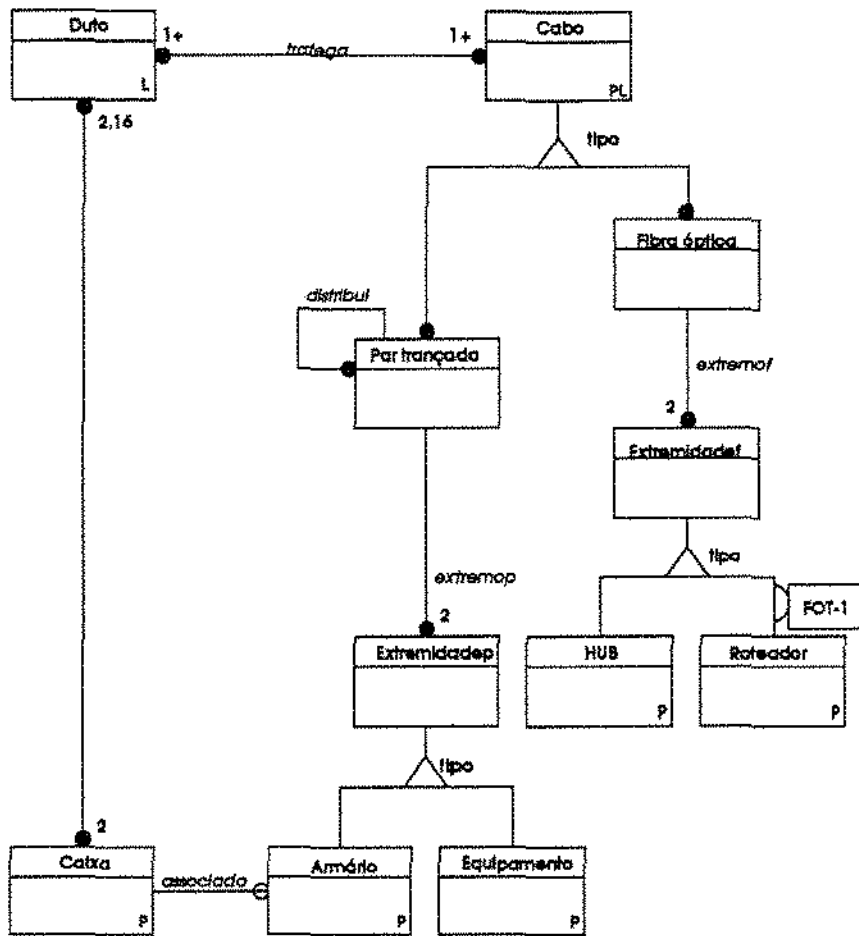 Duto
1+
trafega
1+
Cabo
L
PL
2,16
tipo
Fibra óptica
distribui
Par trançado
extremof
2
Extremidadef
tipo
extremop
FOT-1
2
Extremidadep
HUB
Roteador
P
P
tipo
2
Caixa
associado
Armário
Equipamento
P
P
P